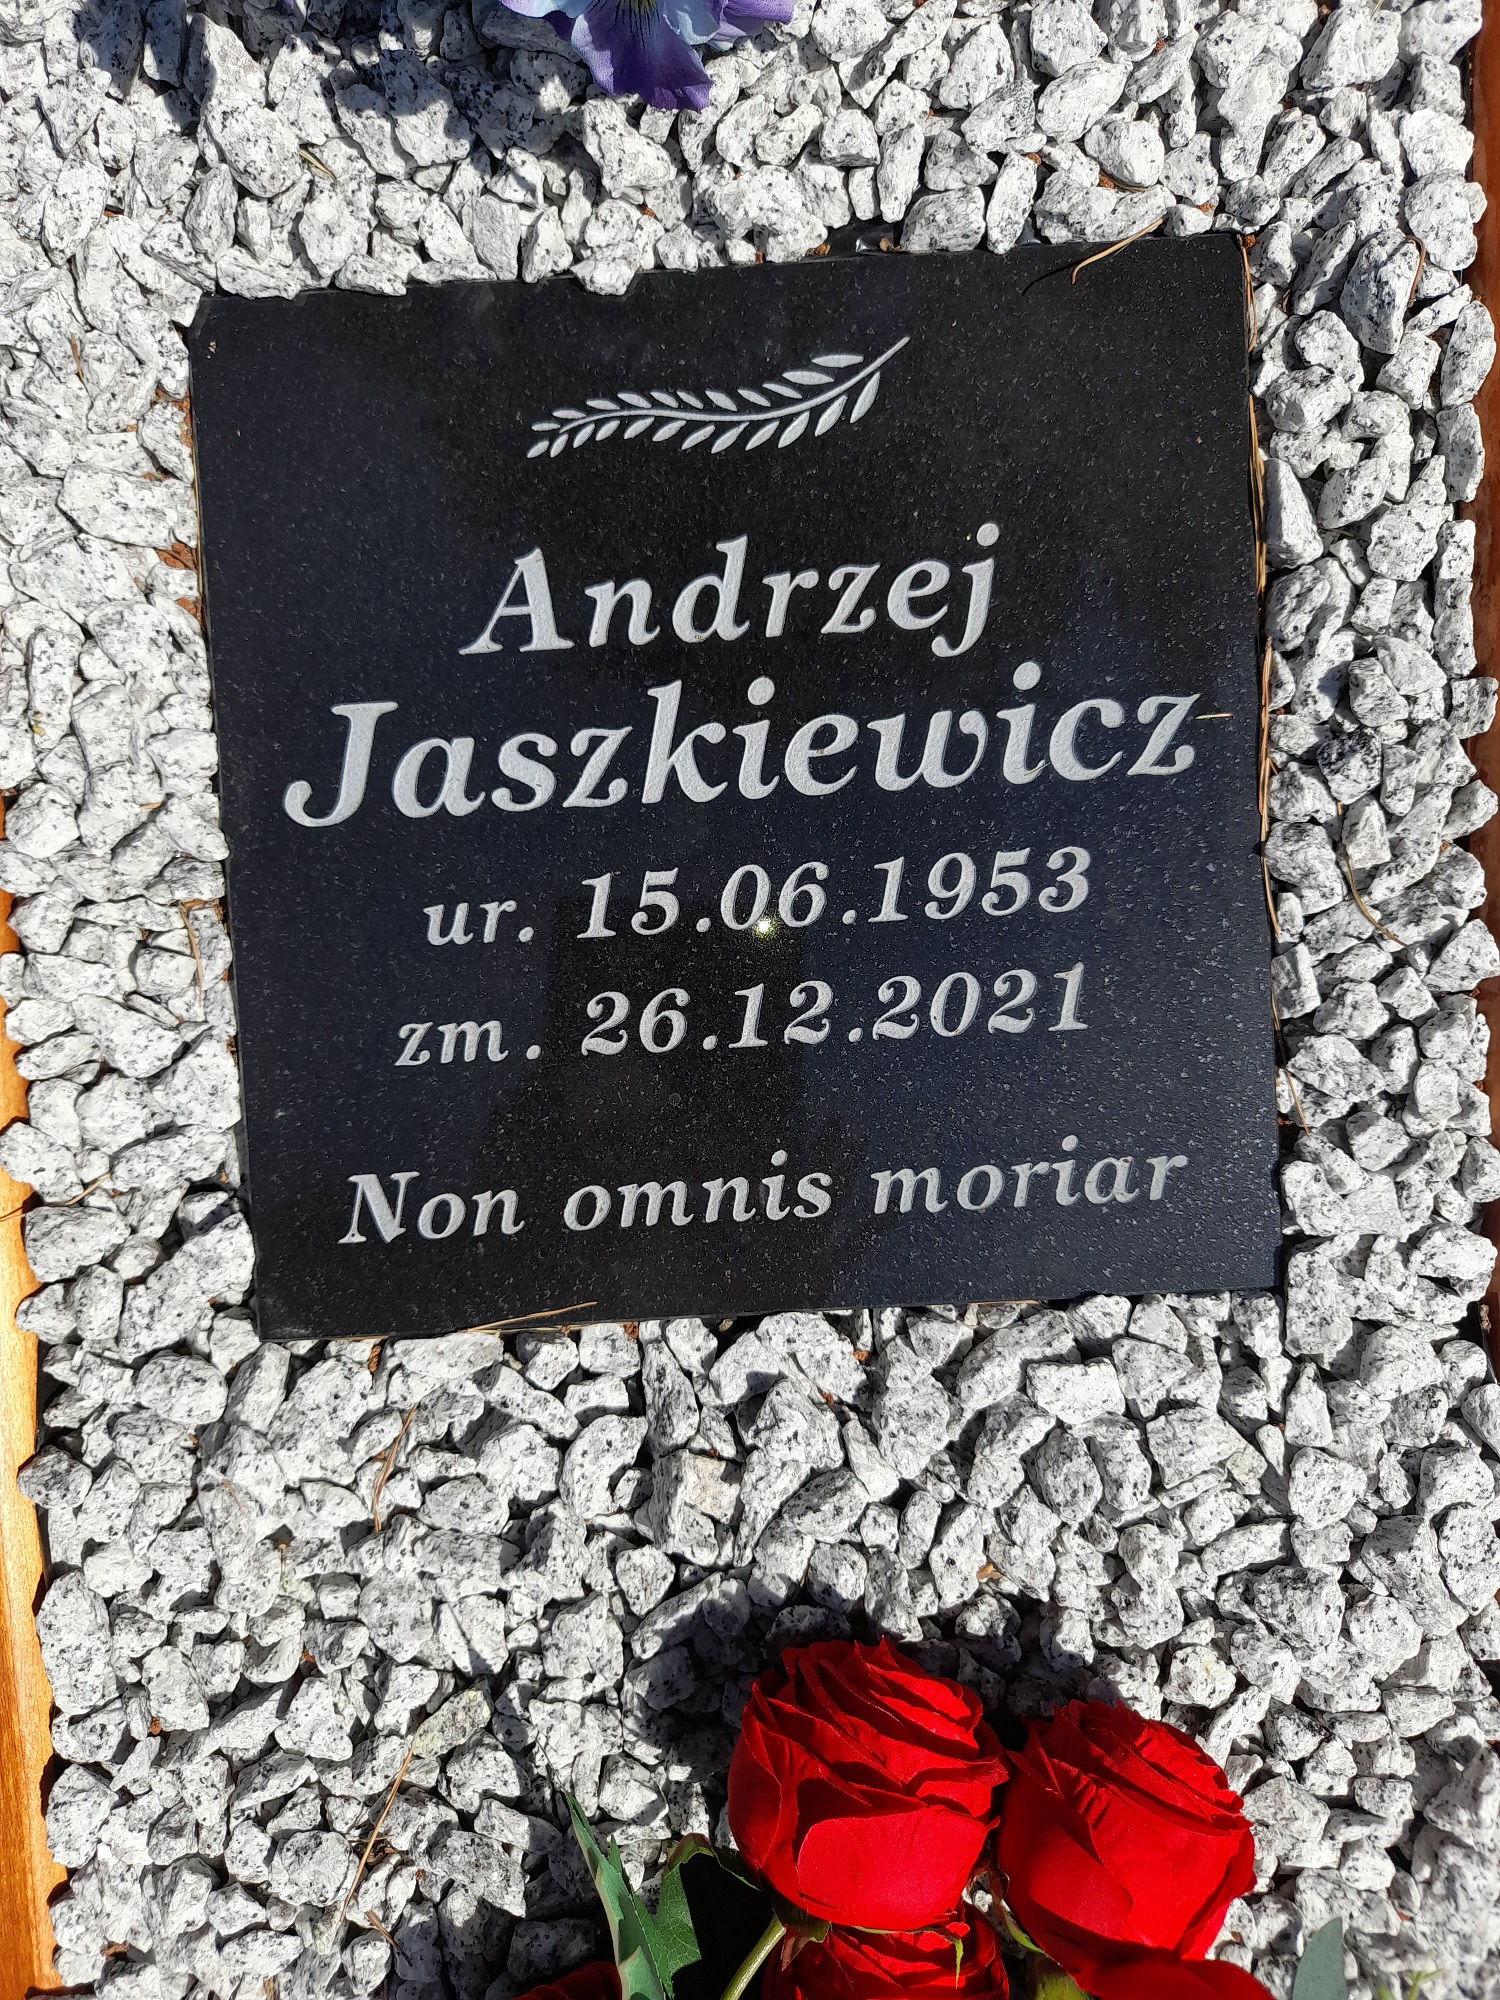 Andrzej
Jaszkiewicz
ur. 15.06.1953
zm. 26.12.2021
Non omnis moriar